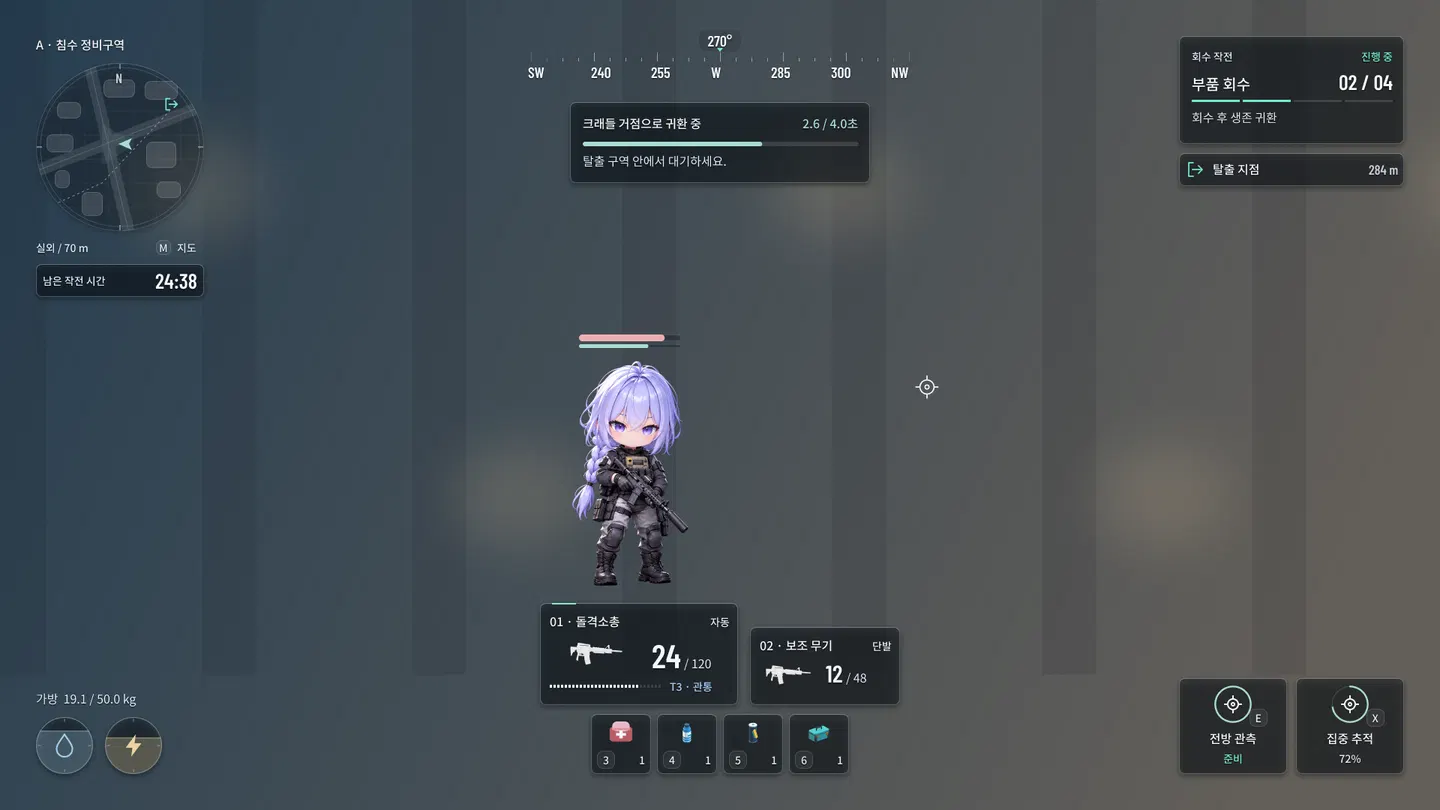 A · 침수 정비구역
N
실외 / 70 m
M 지도
남은 작전 시간 24:38
270°
SW 240 255 W 285 300 NW
크래들 거점으로 귀환 중 2.6 / 4.0초
탈출 구역 안에서 대기하세요.
회수 작전 진행 중
부품 회수 02 / 04
회수 후 생존 귀환
탈출 지점 284 m
01 · 돌격소총 자동
24 / 120
T3 · 관통
02 · 보조 무기 단발
12 / 48
3 1
4 1
5 1
6 1
가방 19.1 / 50.0 kg
E
전방 관측
준비
X
집중 추적
72%